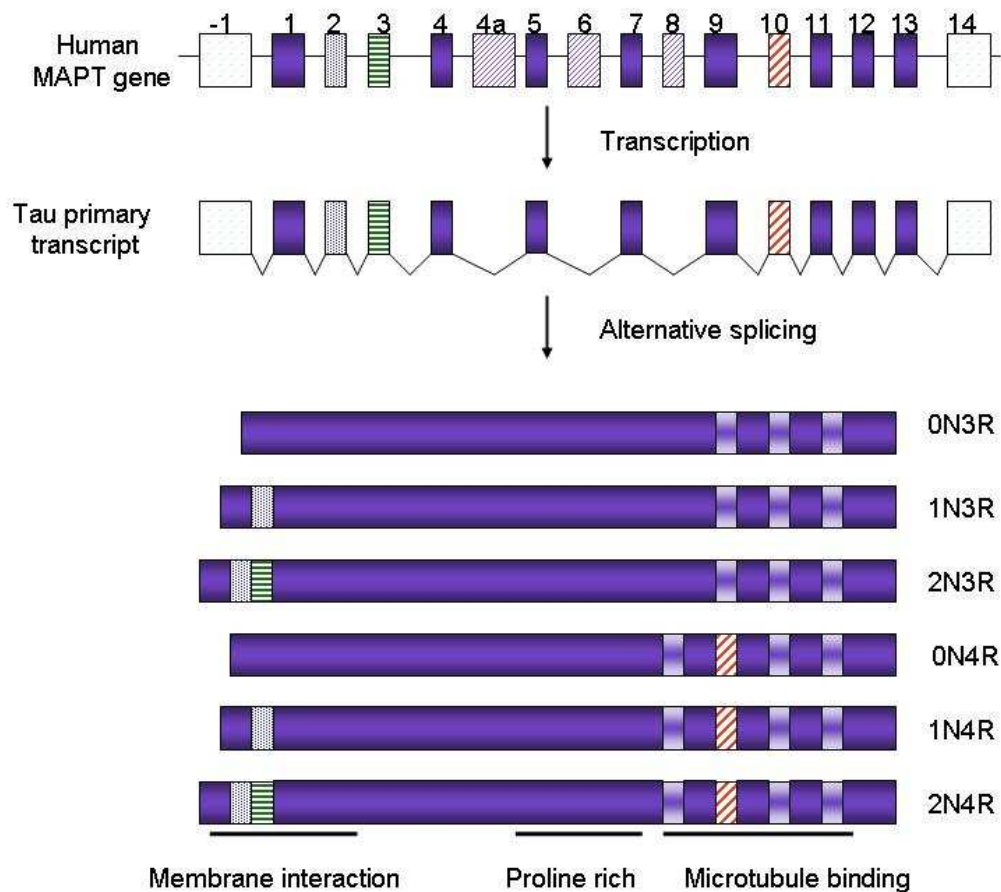 -1 1 2 3 4 4a 5 6 7 8 9 10 11 12 13 14
Human
MAPT gene
Transcription
Tau primary
transcript
Alternative splicing
0N3R
1N3R
2N3R
0N4R
1N4R
2N4R
Membrane interaction Proline rich Microtubule binding